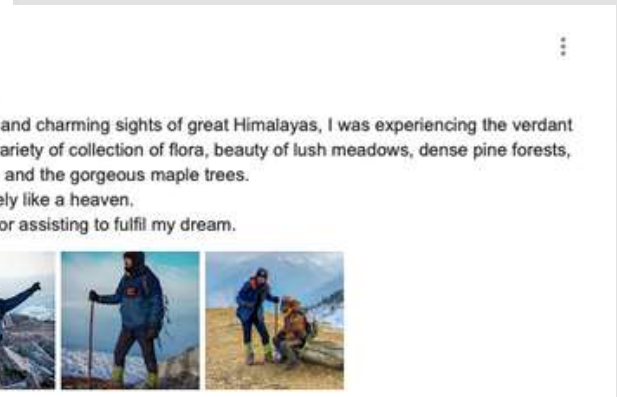 and charming sights of great Himalayas, I was experiencing the verdant
ariety of collection of flora, beauty of lush meadows, dense pine forests,
and the gorgeous maple trees.
ely like a heaven.
or assisting to fulfil my dream.